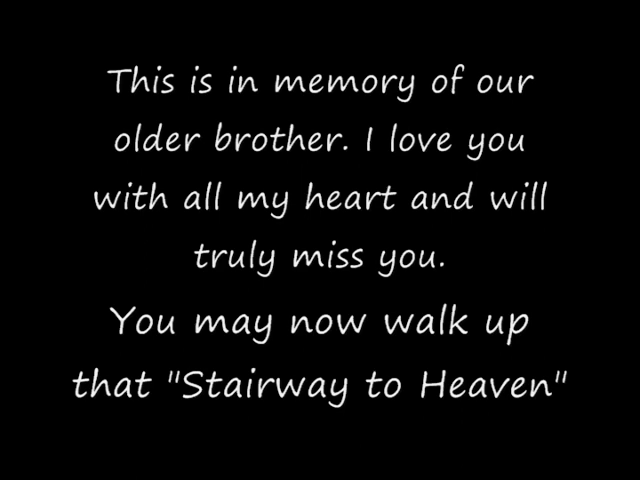 This is in memory of our
older brother. I love you
with all my heart and will
truly miss you.
You may now walk up
that "Stairway to Heaven"